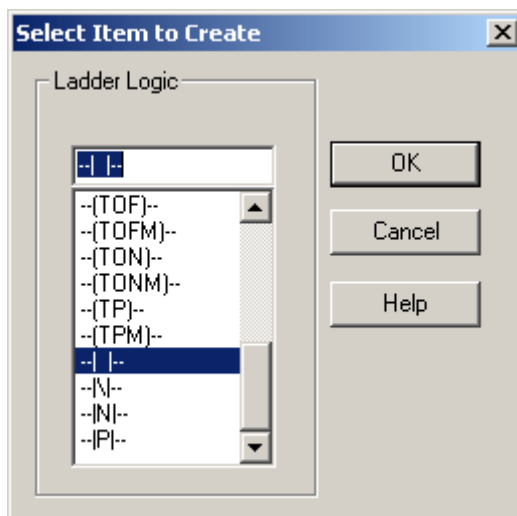 Select Item to Create
Ladder Logic
--| |--
--(TOF)--
--(TOFM)--
--(TON)--
--(TONM)--
--(TP)--
--(TPM)--
--| |--
--|\|--
--|N|--
--|P|--
OK
Cancel
Help